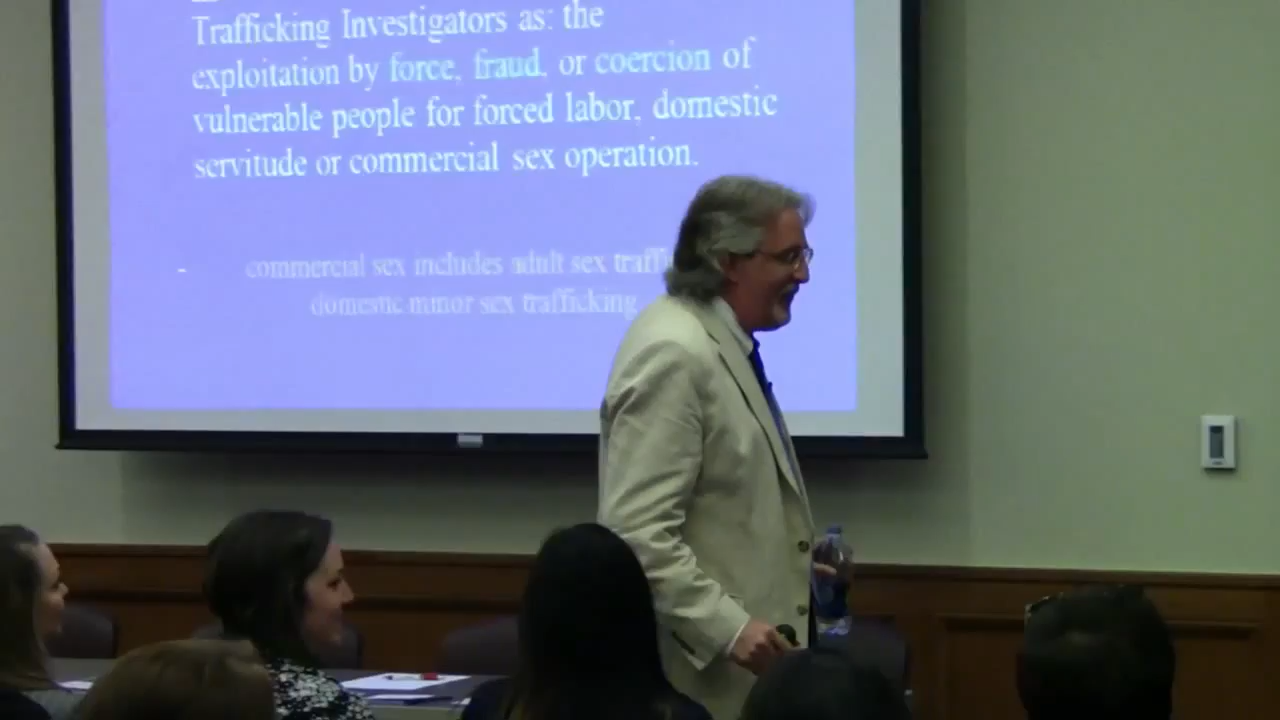 Trafficking Investigators as: the
exploitation by force, fraud, or coercion of
vulnerable people for forced labor, domestic
servitude or commercial sex operation.
- commercial sex includes adult sex
domestic minor sex trafficking